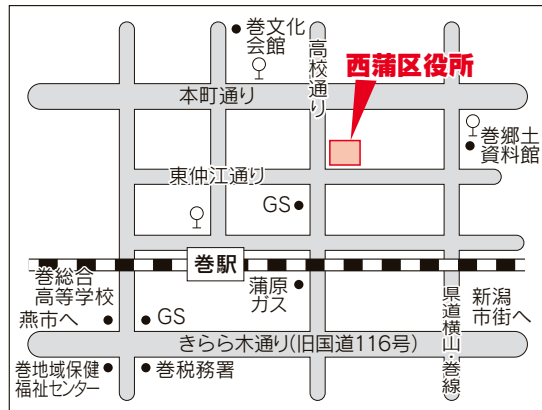 巻文化
会館
高校通り
西蒲区役所
本町通り
巻郷土
資料館
東仲江通り
GS
巻駅
巻総合
高等学校
蒲原
ガス
県道横山・巻線
新潟
市街へ
燕市へ
GS
きらら木通り(旧国道116号)
巻地域保健
福祉センター
巻税務署